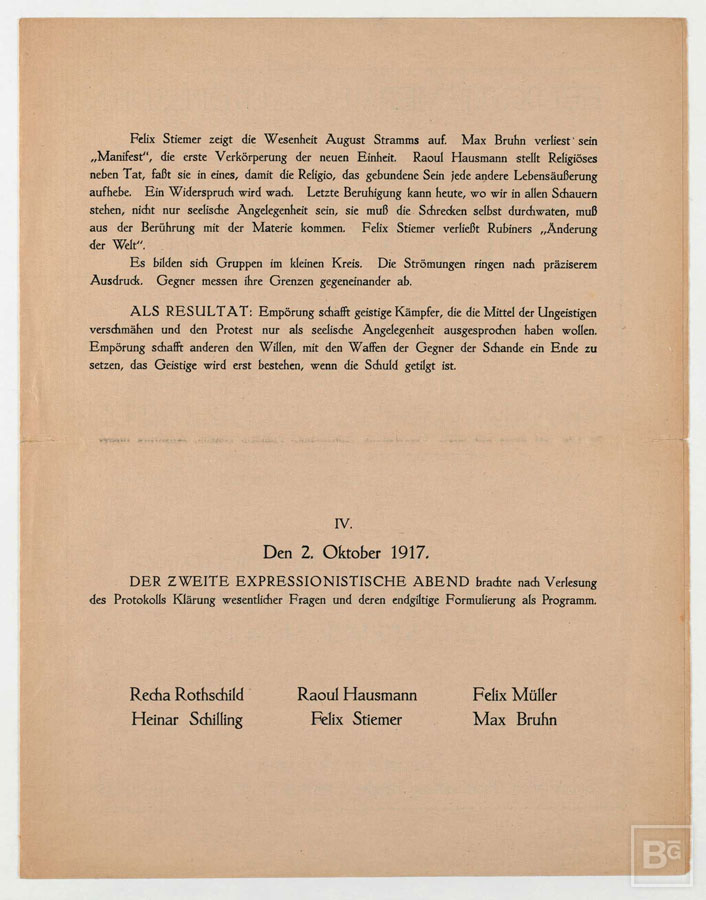 Felix Stiemer zeigt die Wesenheit August Stramms auf. Max Bruhn verliest sein
„Manifest“, die erste Verkörperung der neuen Einheit. Raoul Hausmann stellt Religiöses
neben Tat, faßt sie in eines, damit die Religio, das gebundene Sein jede andere Lebensäußerung
aufhebe. Ein Widerspruch wird wach. Letzte Beruhigung kann heute, wo wir in allen Schauern
stehen, nicht nur seelische Angelegenheit sein, sie muß die Schrecken selbst durchwaten, muß
aus der Berührung mit der Materie kommen. Felix Stiemer verließt Rubiners „Änderung
der Welt“.
Es bilden sich Gruppen im kleinen Kreis. Die Strömungen ringen nach präziserem
Ausdruck. Gegner messen ihre Grenzen gegeneinander ab.
ALS RESULTAT: Empörung schafft geistige Kämpfer, die die Mittel der Ungeistigen
verschmähen und den Protest nur als seelische Angelegenheit ausgesprochen haben wollen.
Empörung schafft anderen den Willen, mit den Waffen der Gegner der Schande ein Ende zu
setzen, das Geistige wird erst bestehen, wenn die Schuld getilgt ist.
IV.
Den 2. Oktober 1917.
DER ZWEITE EXPRESSIONISTISCHE ABEND brachte nach Verlesung
des Protokolls Klärung wesentlicher Fragen und deren endgiltige Formulierung als Programm.
Recha Rothschild Raoul Hausmann Felix Müller
Heinar Schilling Felix Stiemer Max Bruhn
BG